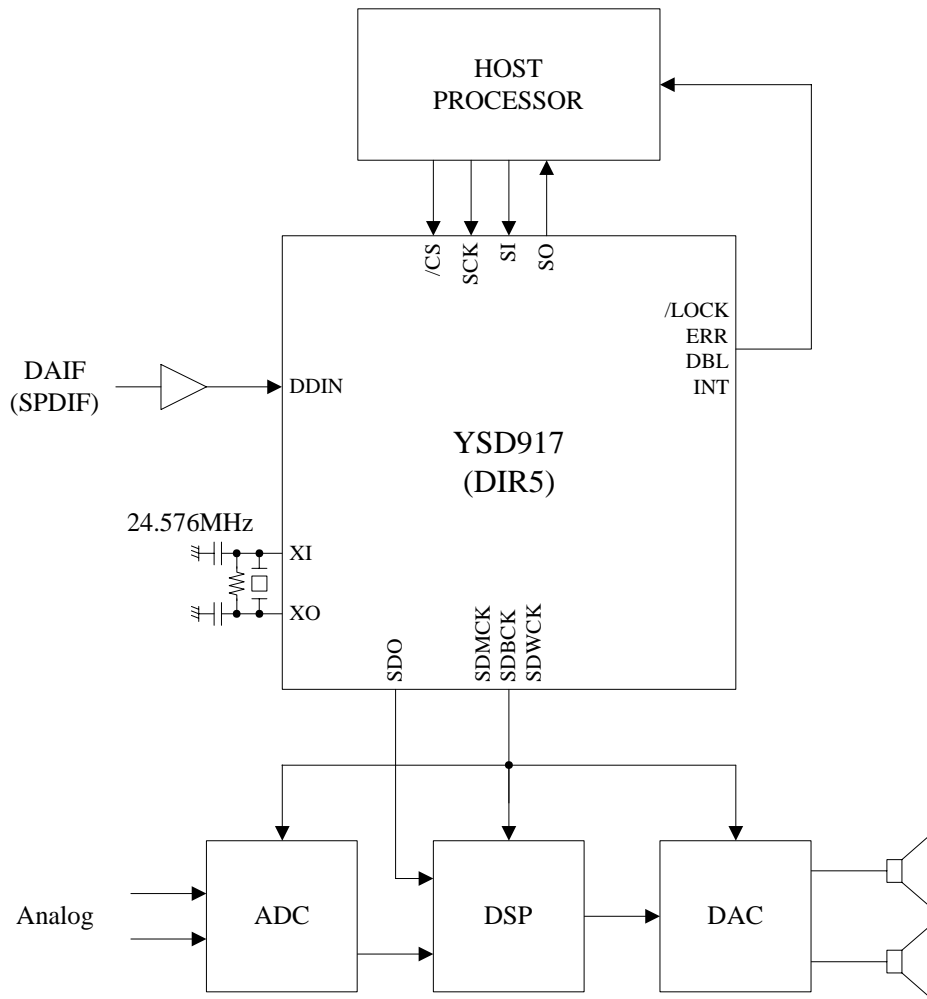 HOST
PROCESSOR
/CS
SCK
SI
SO
/LOCK
ERR
DBL
INT
DAIF
(SPDIF)
DDIN
YSD917
(DIR5)
24.576MHz
XI
XO
SDO
SDMCK
SDBCK
SDWCK
Analog
ADC
DSP
DAC